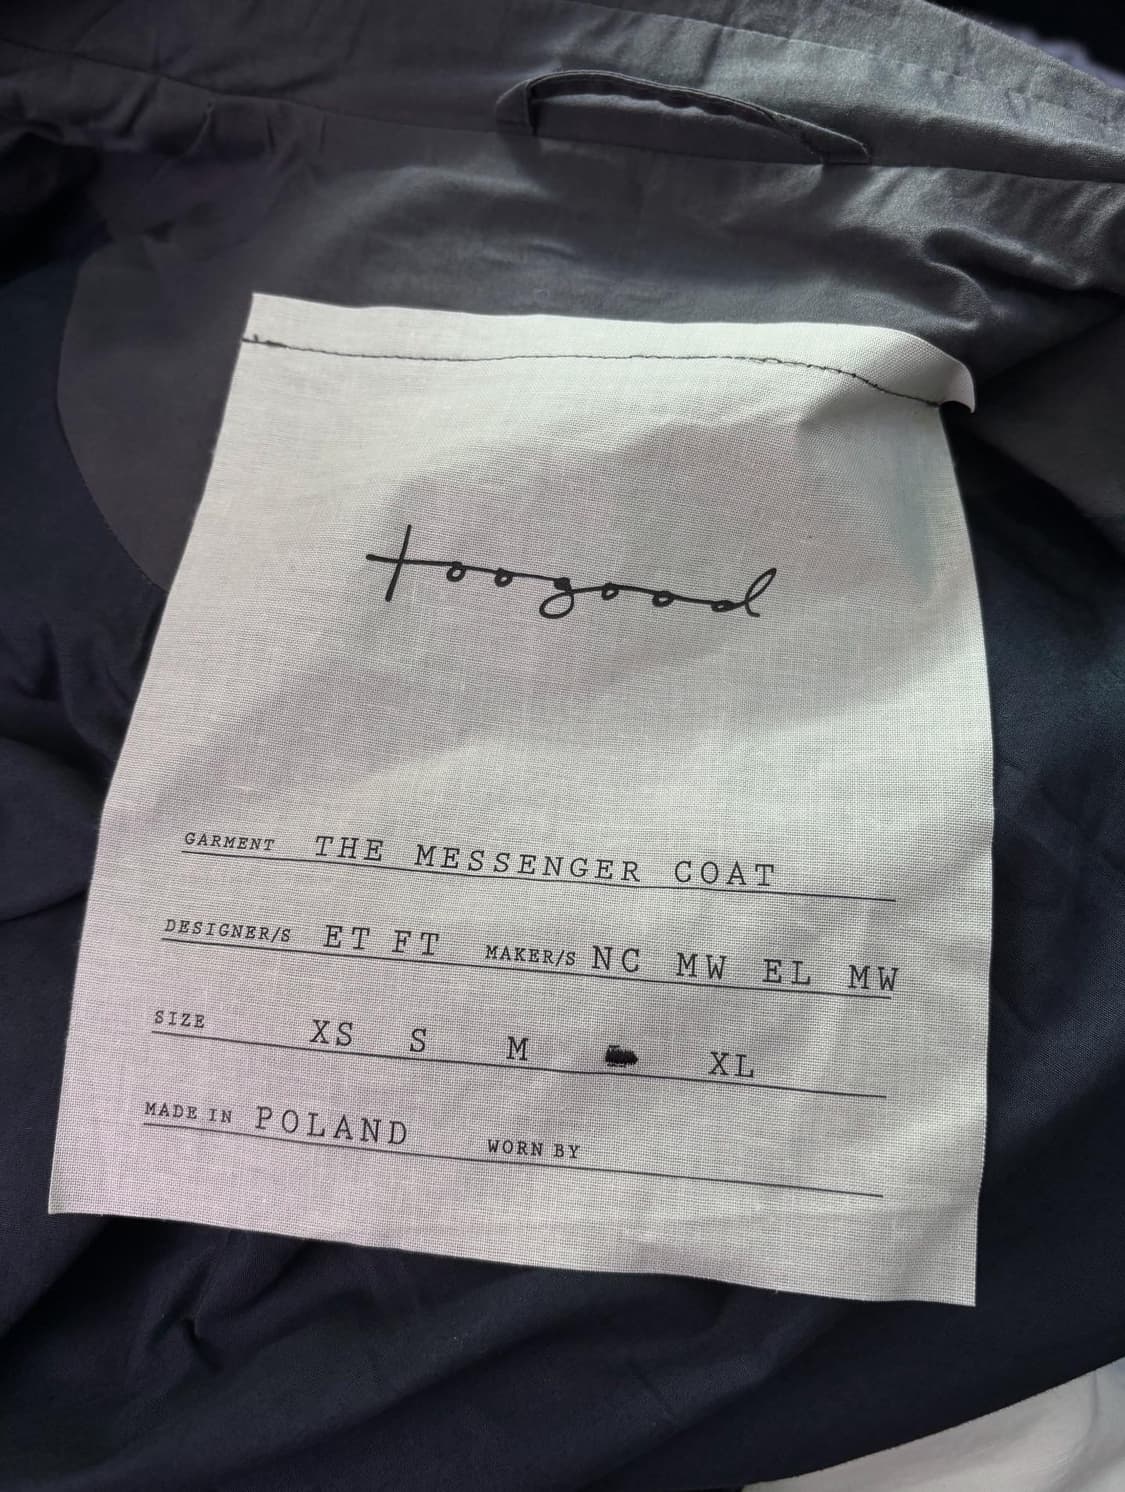 toogood
GARMENT THE MESSENGER COAT
DESIGNER/S ET FT MAKER/S NC MW EL MW
SIZE XS S M XL
MADE IN POLAND WORN BY